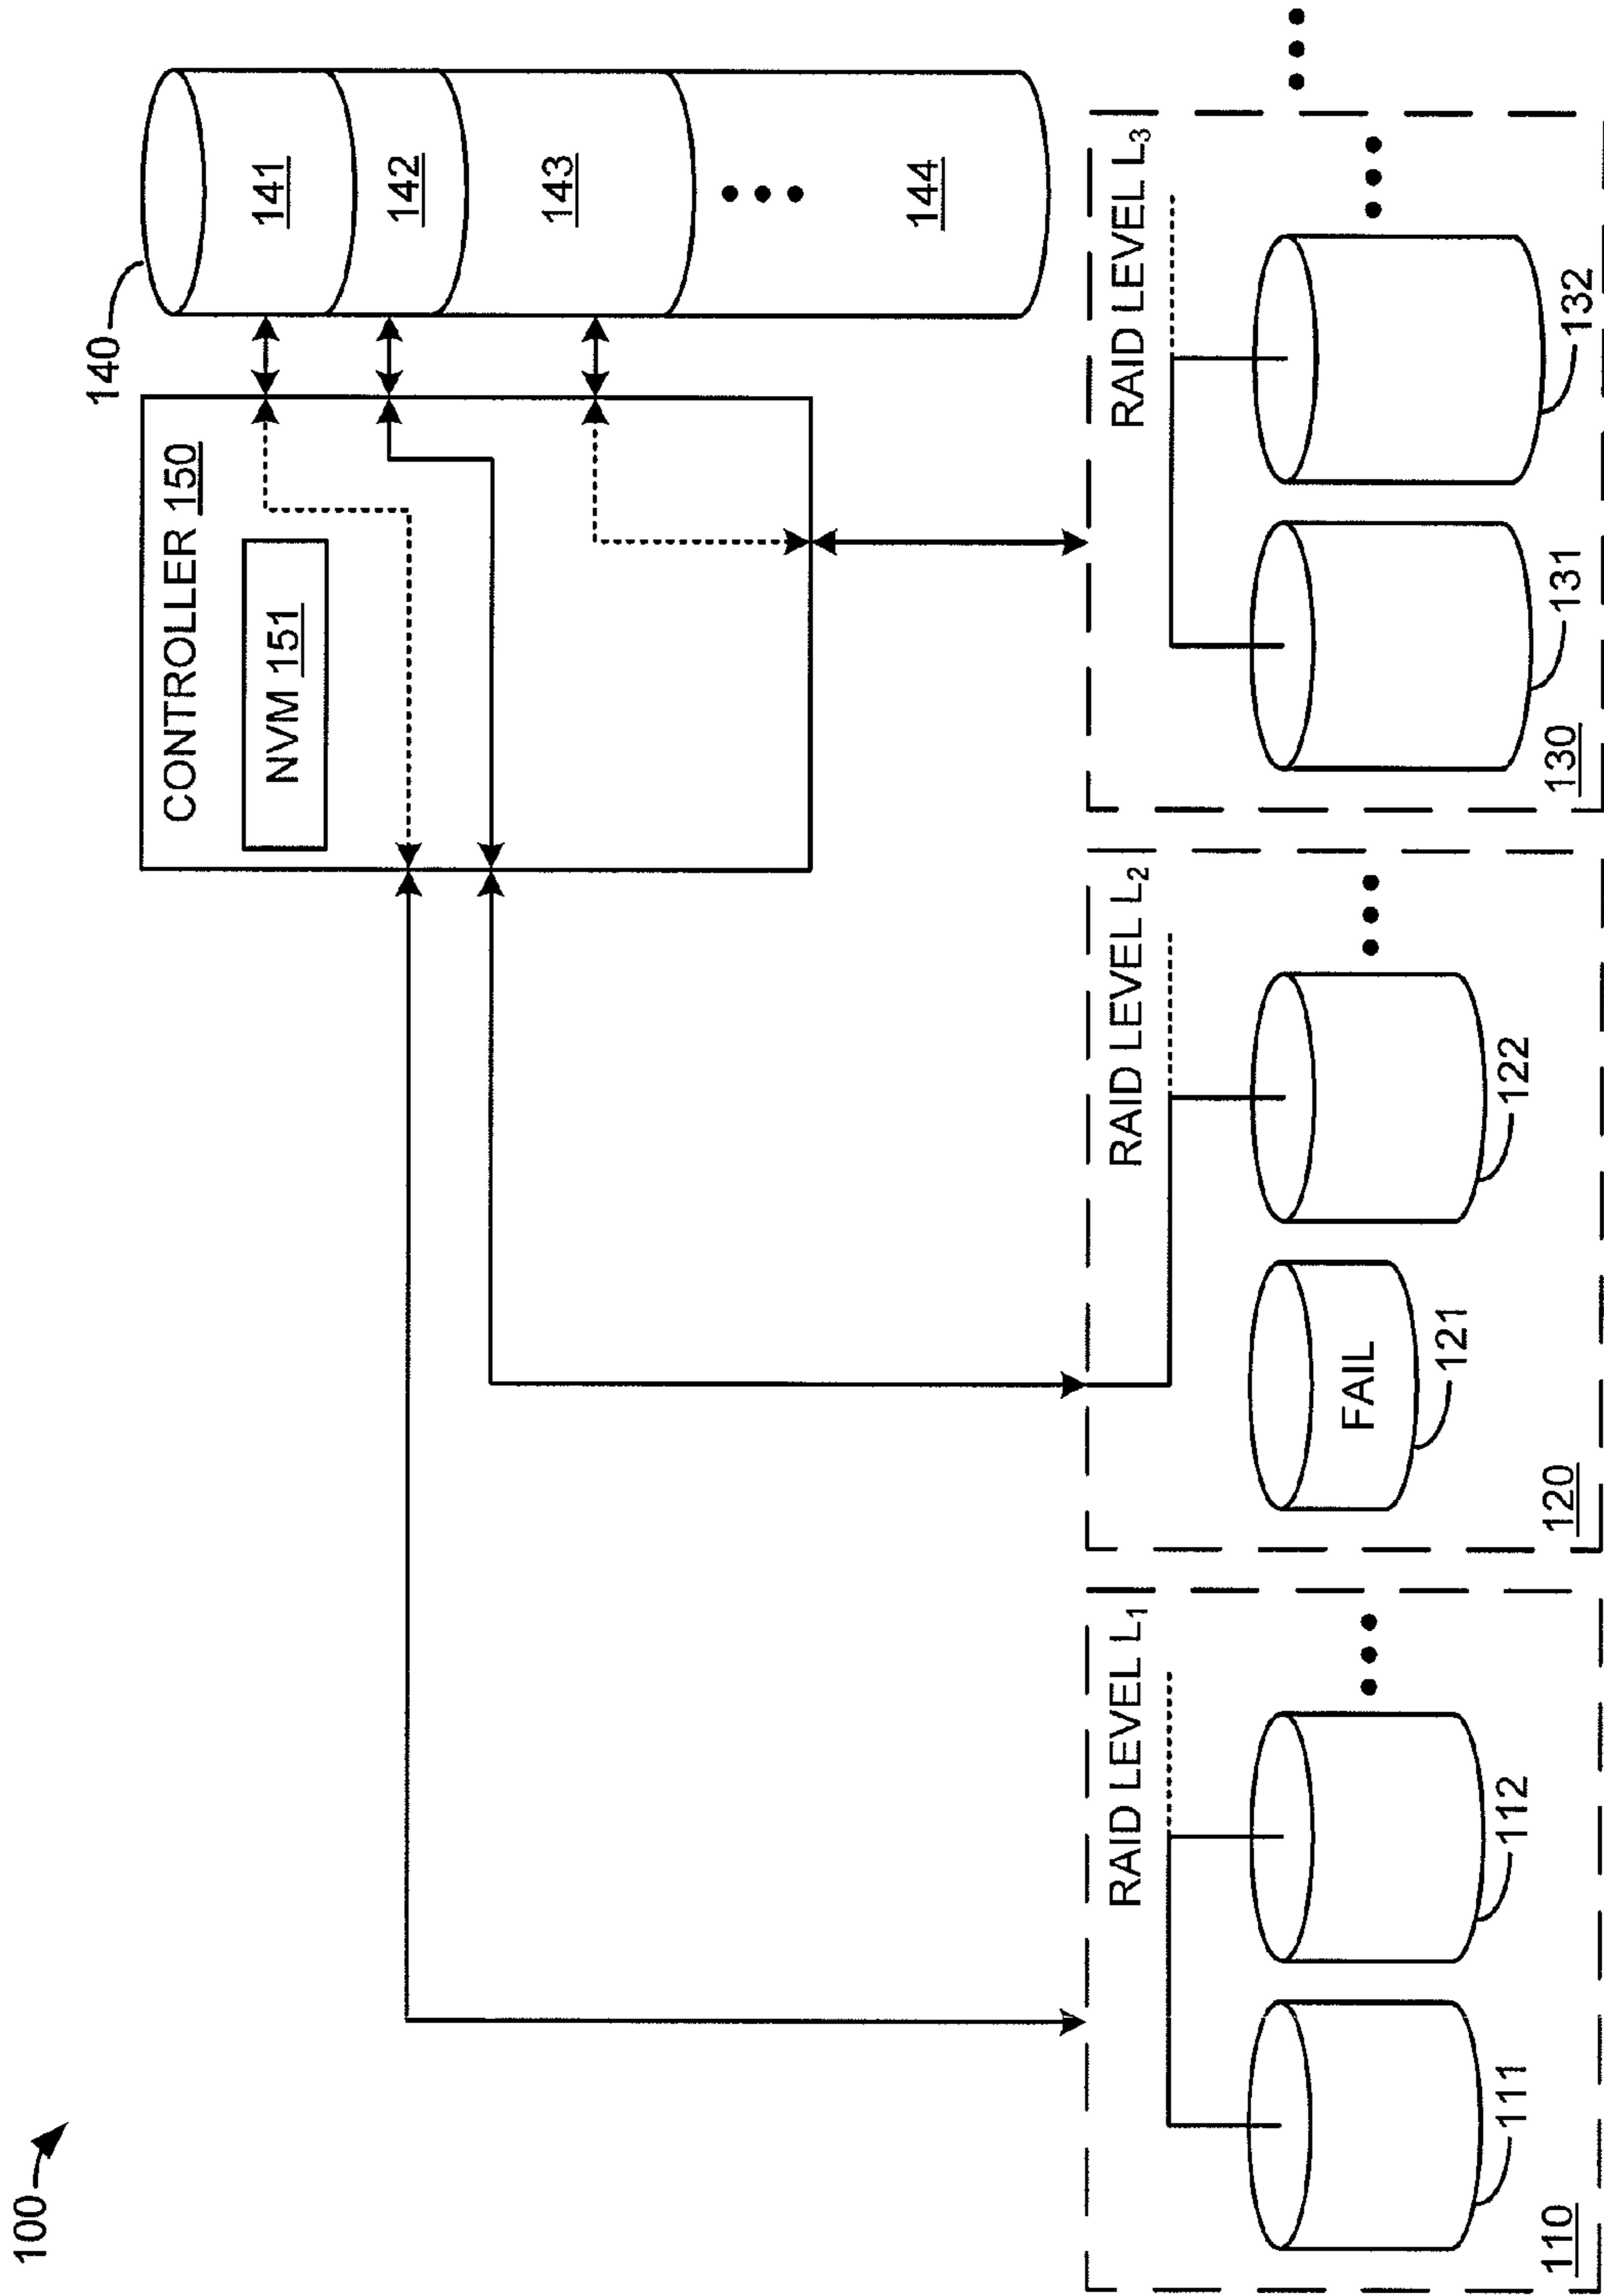 100
140
CONTROLLER 150
NVM 151
141
142
143
144
RAID LEVEL L₁
111
112
110
RAID LEVEL L₂
FAIL
121
122
120
RAID LEVEL L₃
131
132
130